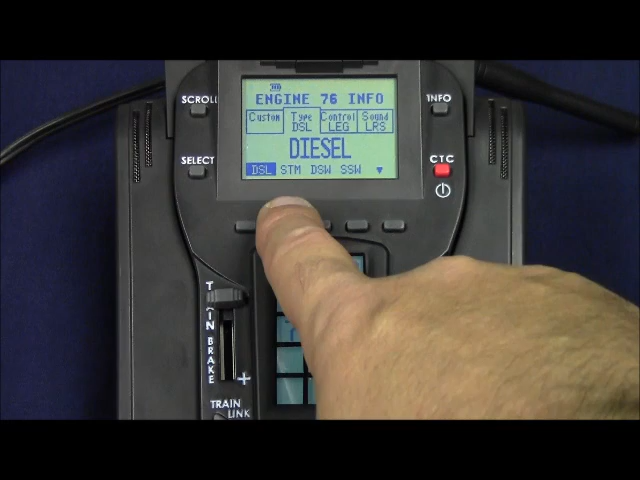 SCROLL
SELECT
ENGINE 76 INFO
Custom Type DSL Control LEG Sound LRS
DIESEL
DSL STM DSW SSW
INFO
CTC
TRAIN BRAKE
TRAIN LINK